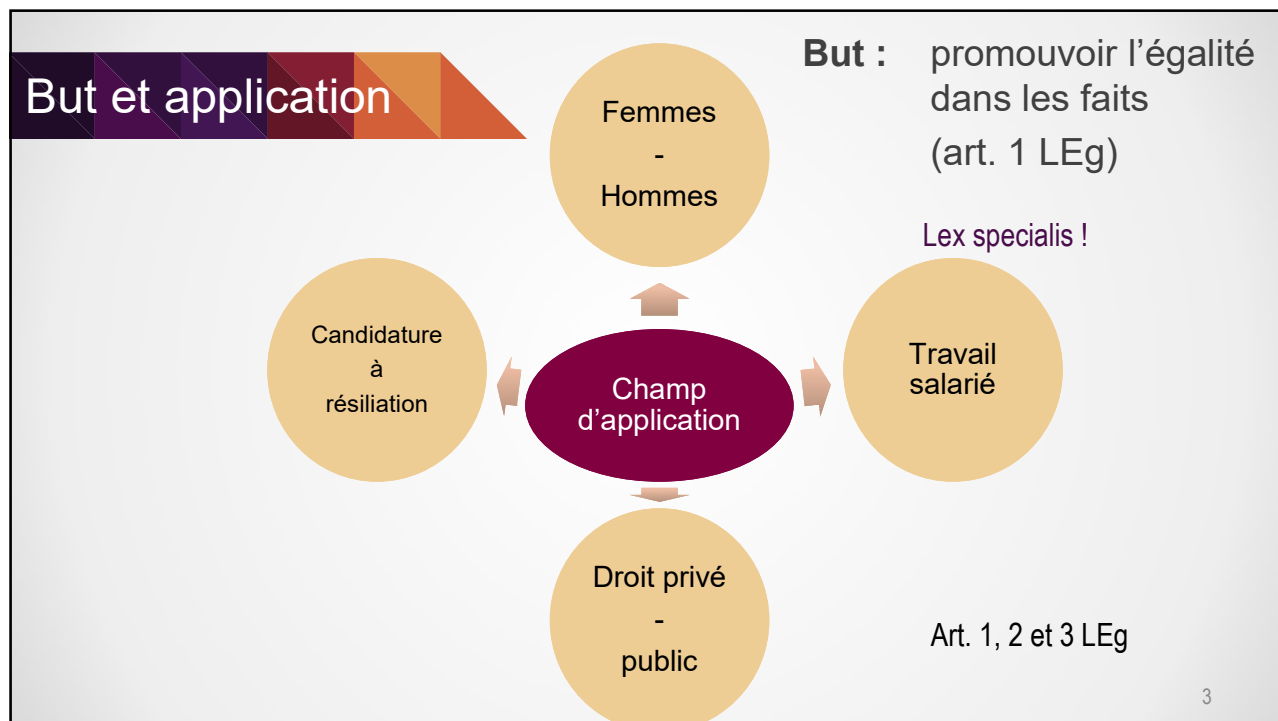 But et application
But : promouvoir l’égalité
dans les faits
(art. 1 LEg)
Lex specialis !
Femmes
-
Hommes
Candidature
à
résiliation
Champ
d’application
Travail
salarié
Droit privé
-
public
Art. 1, 2 et 3 LEg
3